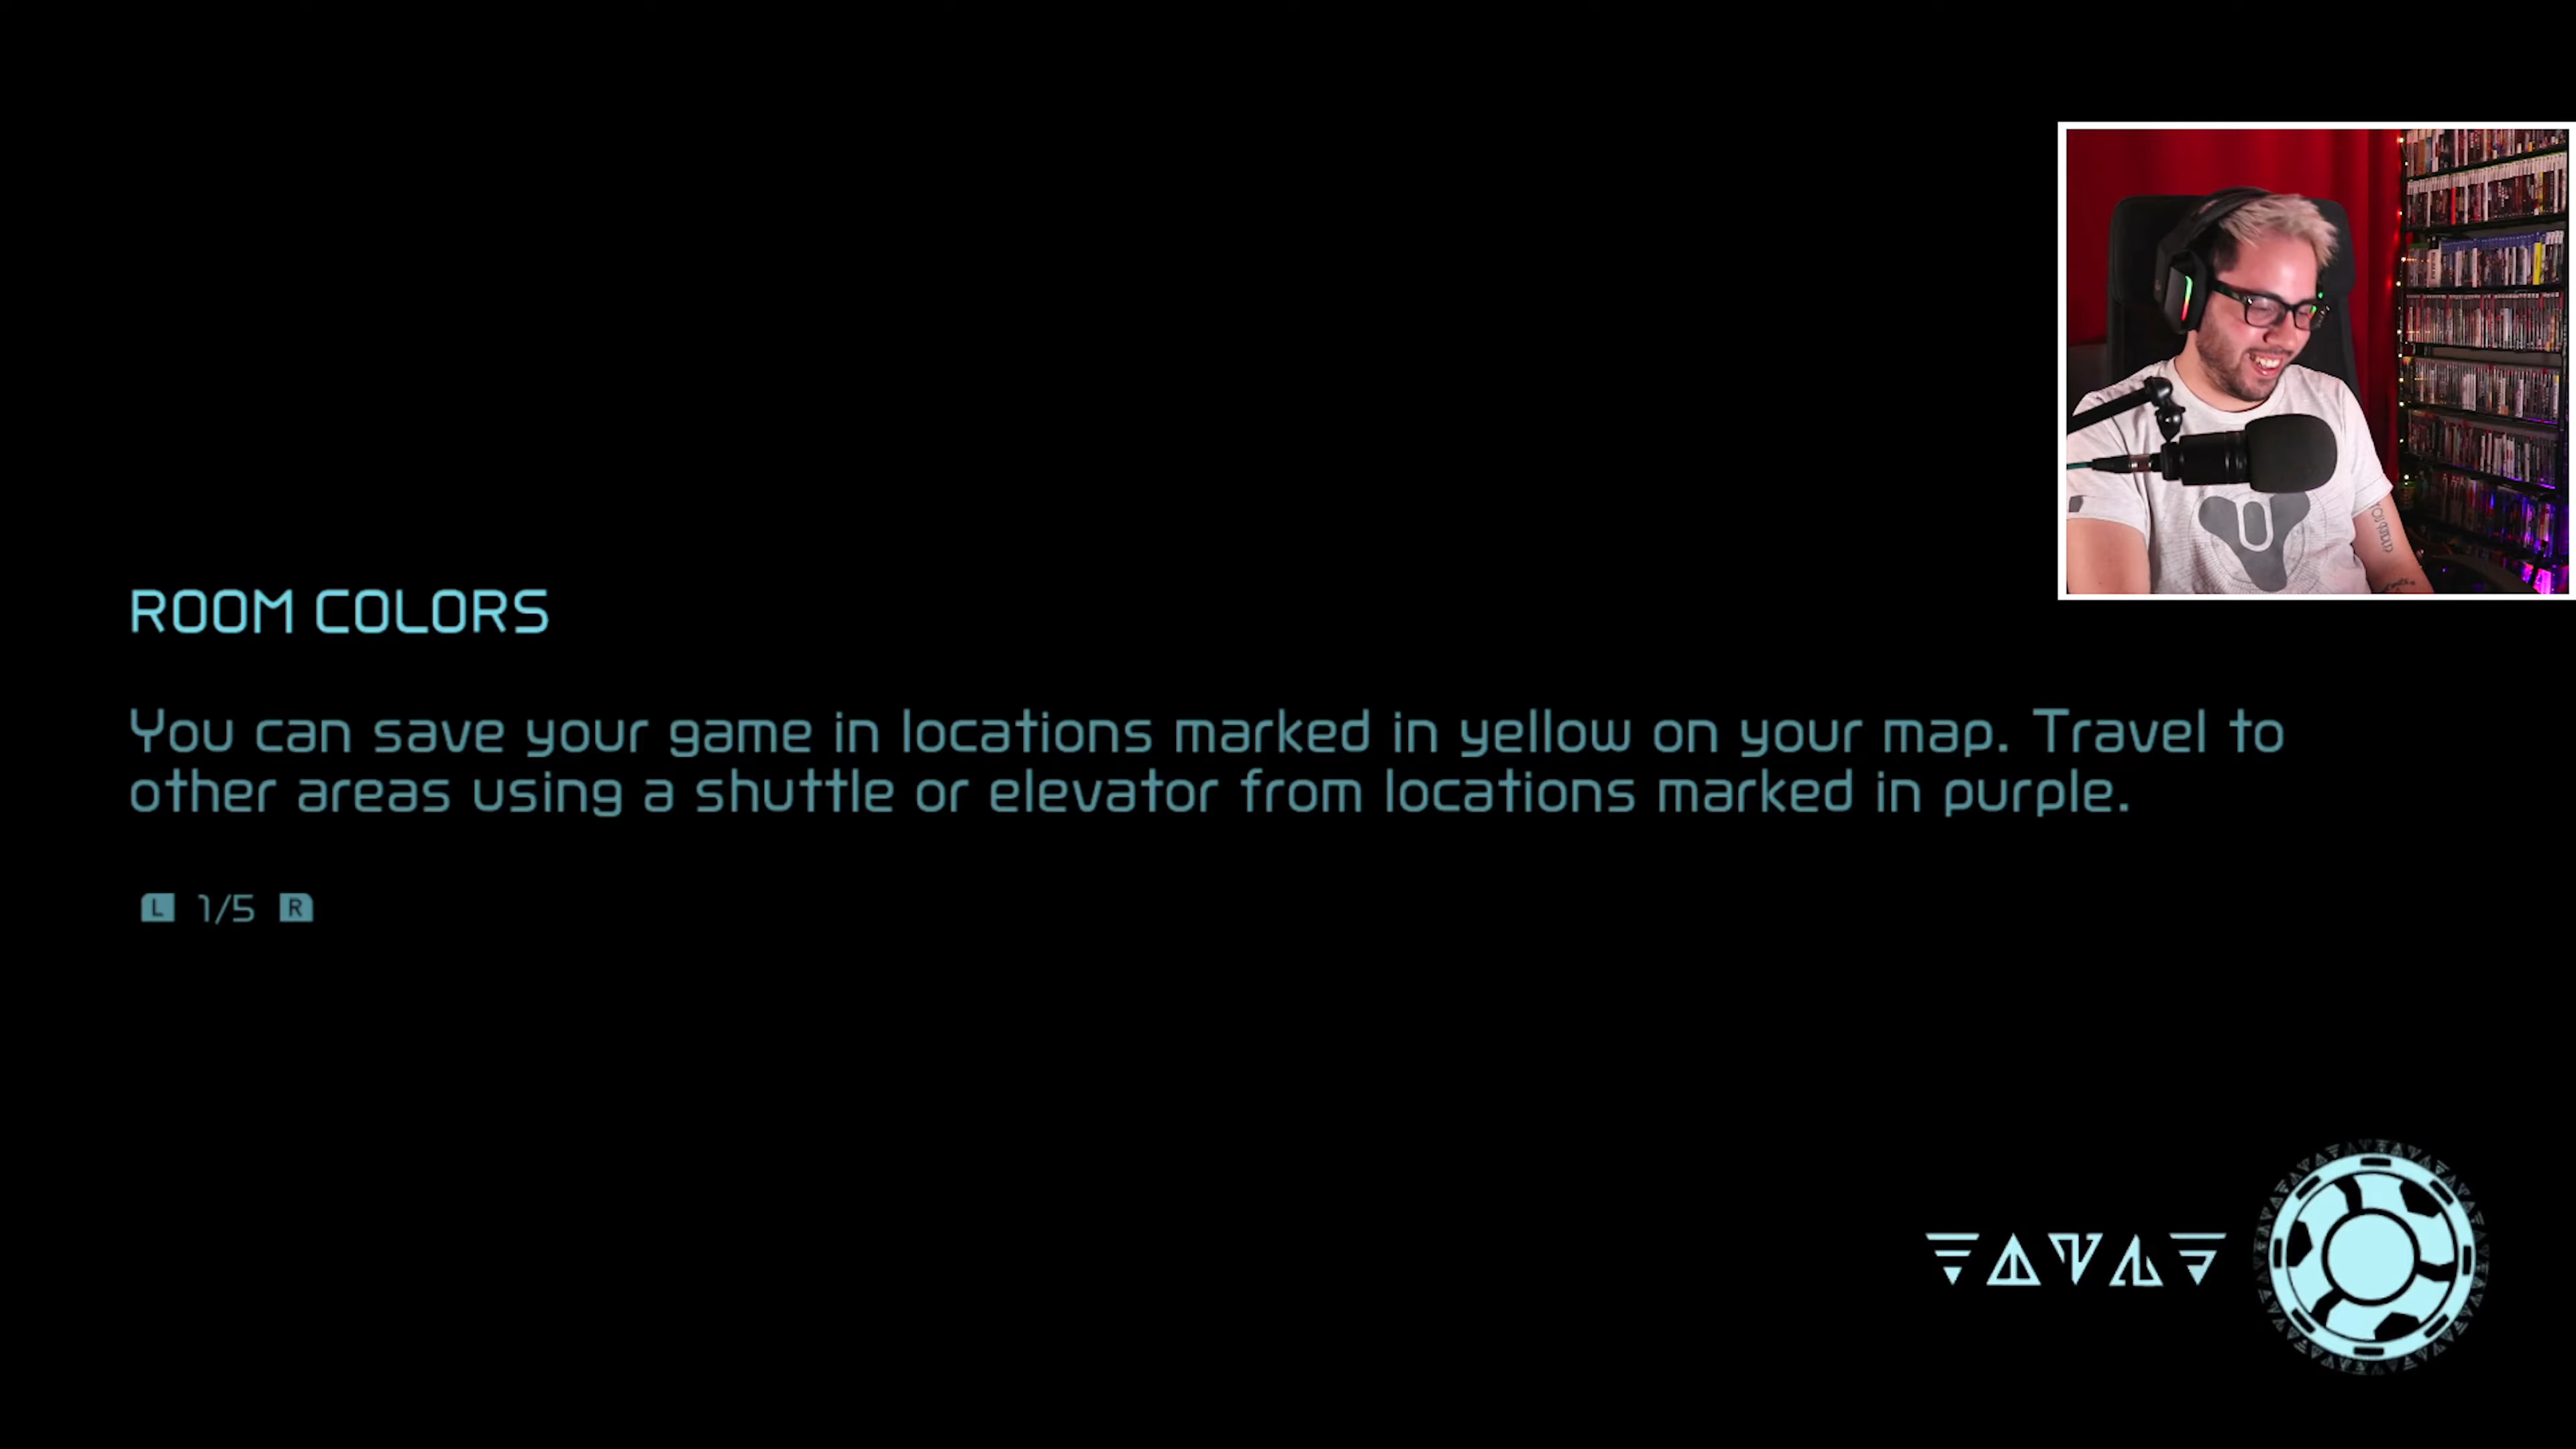 ROOM COLORS
You can save your game in locations marked in yellow on your map. Travel to
other areas using a shuttle or elevator from locations marked in purple.
L 1/5 R